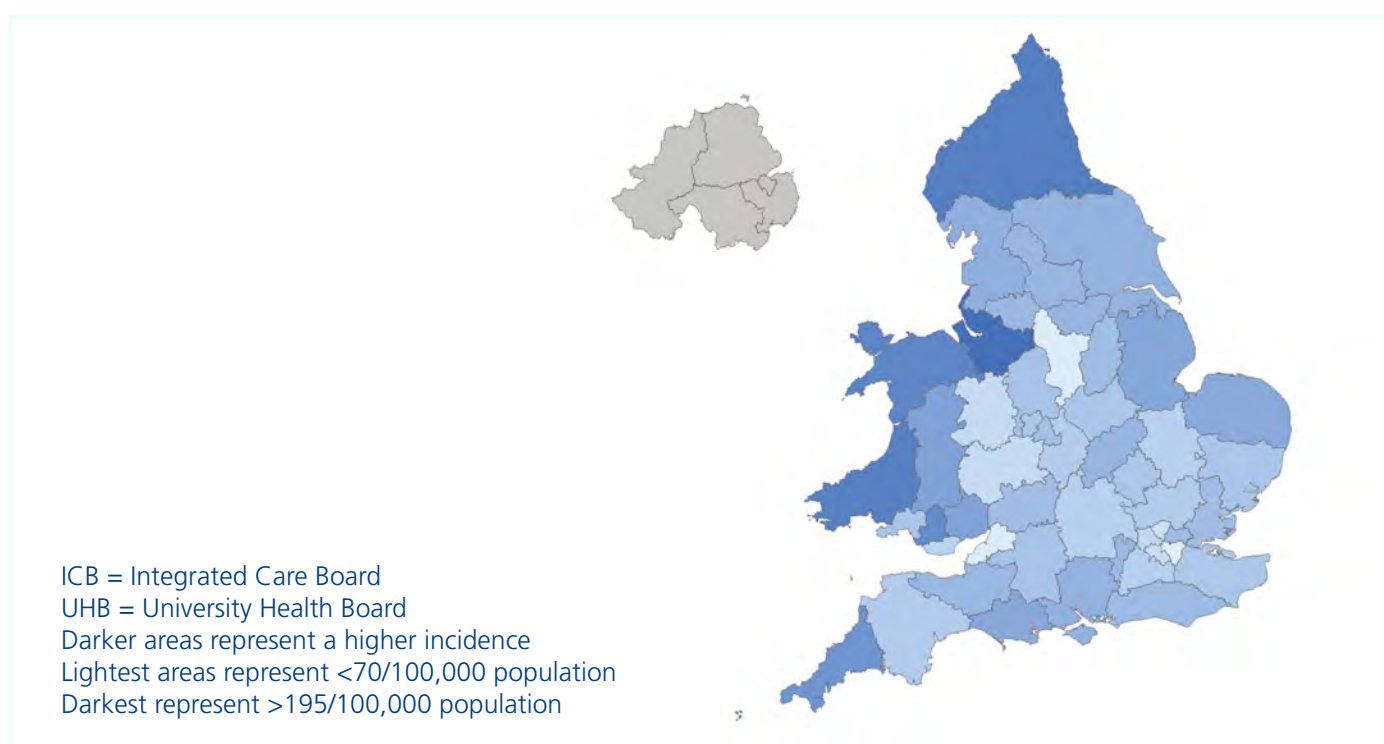 ICB = Integrated Care Board
UHB = University Health Board
Darker areas represent a higher incidence
Lightest areas represent <70/100,000 population
Darkest represent >195/100,000 population